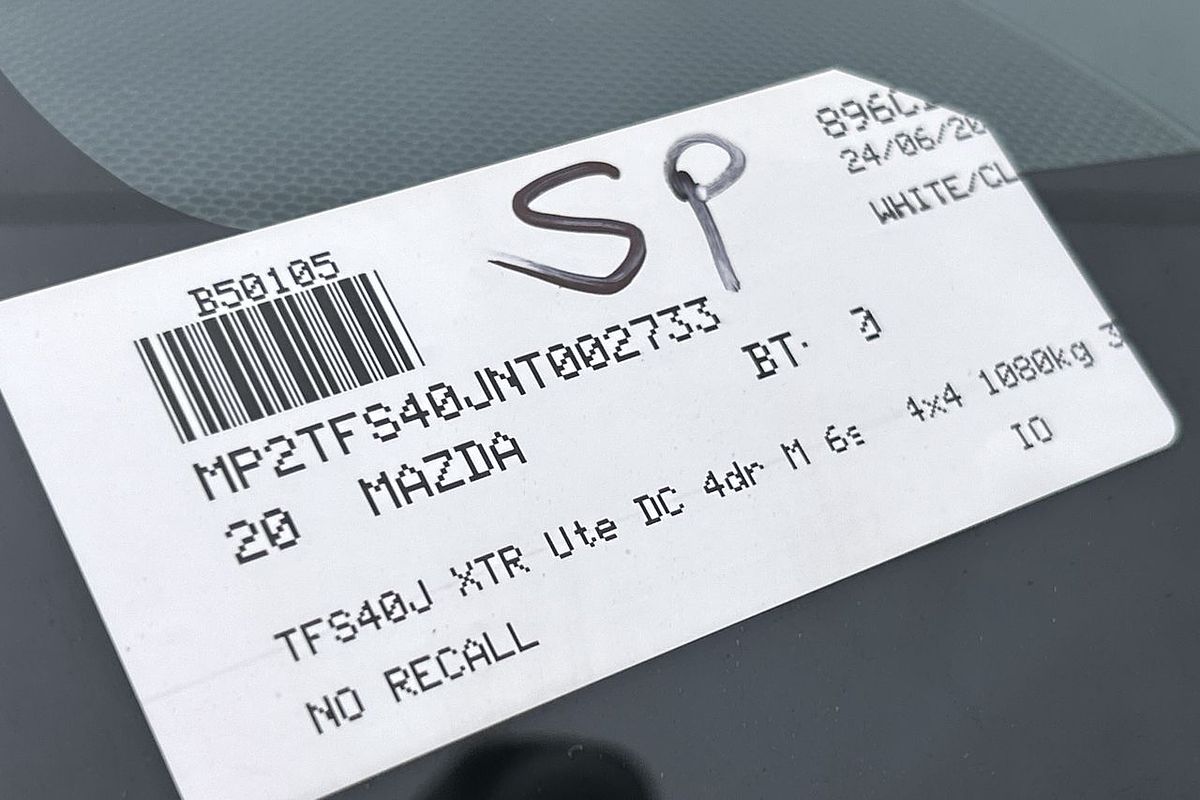 SP
896C
24/06/20
WHITE/CL
B50105
MP2TFS40JNT002733
BT·
20 MAZDA
TFS40J XTR Ute DC 4dr M 6s 4x4 1080kg 3
IO
NO RECALL